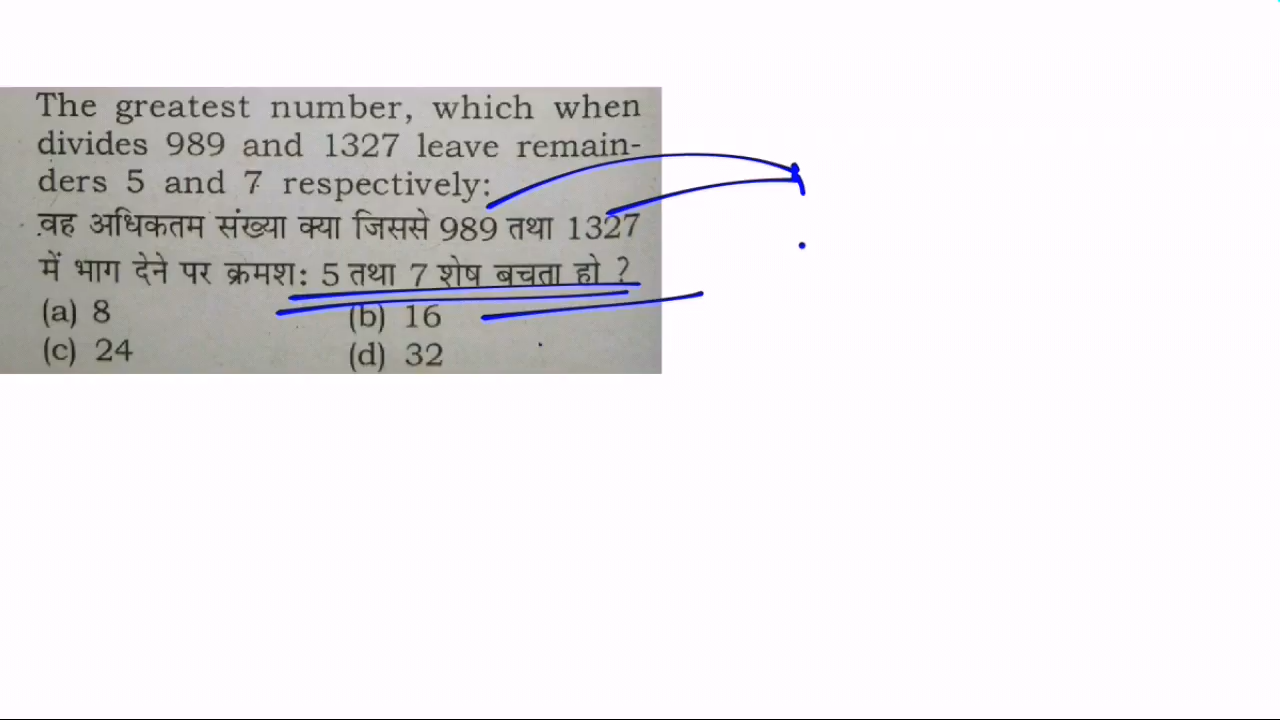 The greatest number, which when
divides 989 and 1327 leave remain-
ders 5 and 7 respectively:
वह अधिकतम संख्या क्या जिससे 989 तथा 1327
में भाग देने पर क्रमश: 5 तथा 7 शेष बचता हो ?
(a) 8 (b) 16
(c) 24 (d) 32